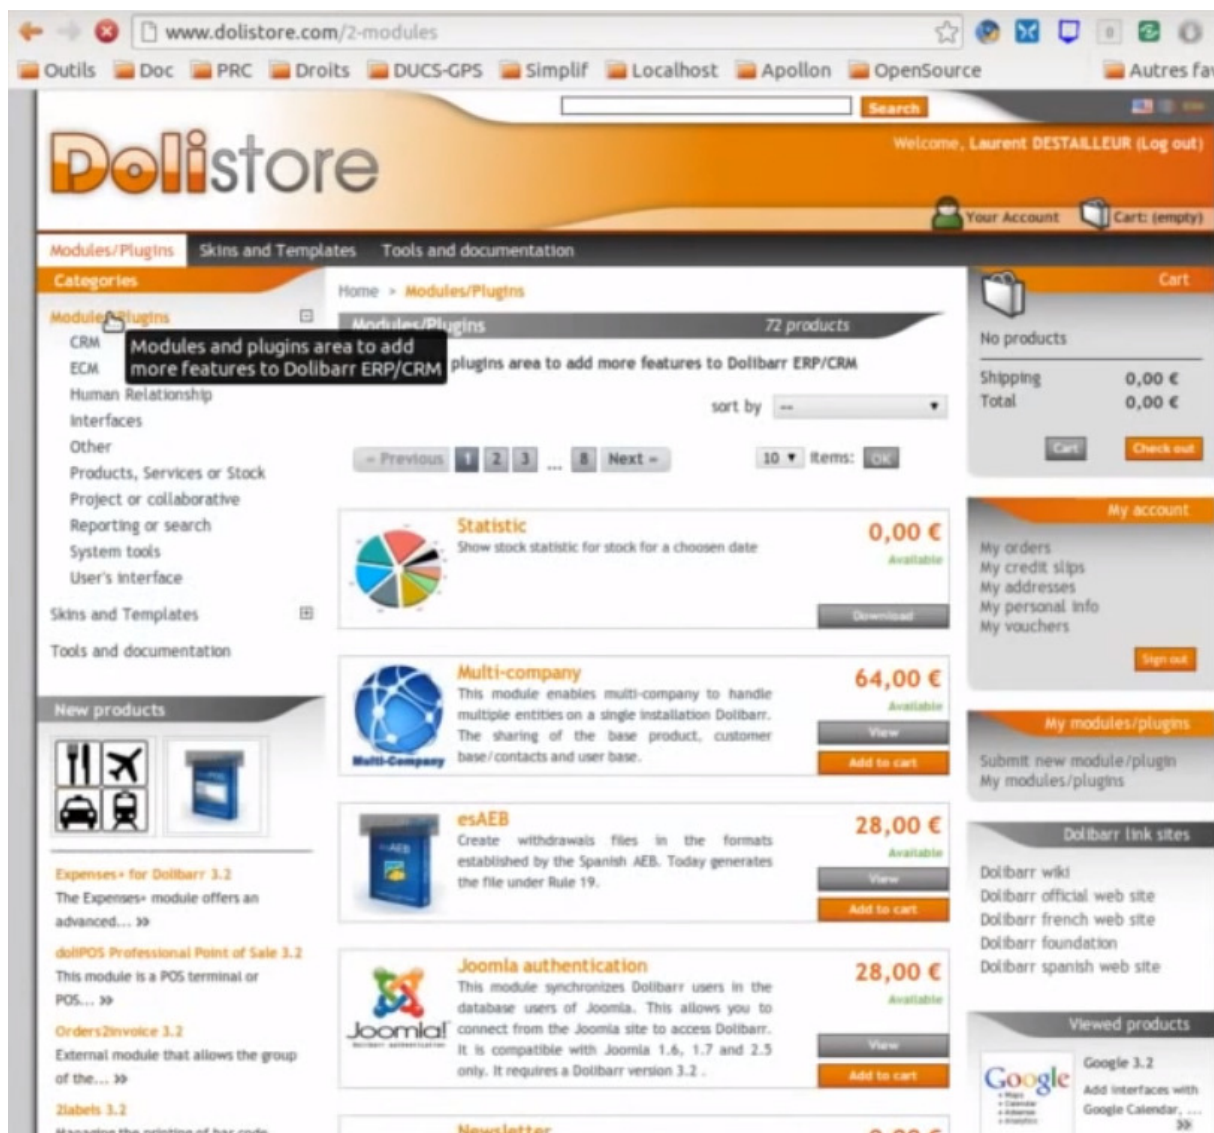 www.dolistore.com/2-modules
Outils Doc PRC Droits DUCS-GPS Simplif Localhost Apollon OpenSource Autres fav
Search
Dolistore
Welcome, Laurent DESTAILLEUR (Log out)
Your Account Cart: (empty)
Modules/Plugins Skins and Templates Tools and documentation
Categories
Modules/Plugins
CRM
ECM
Human Relationship
Interfaces
Other
Products, Services or Stock
Project or collaborative
Reporting or search
System tools
User's interface
Skins and Templates
Tools and documentation
Modules and plugins area to add
more features to Dolibarr ERP/CRM
New products
Expenses+ for Dolibarr 3.2
The Expenses+ module offers an
advanced... »
doliPOS Professional Point of Sale 3.2
This module is a POS terminal or
POS... »
Orders2Invoice 3.2
External module that allows the group
of the... »
2labels 3.2
Managing the printing of bar code
Home > Modules/Plugins
Modules/Plugins 72 products
plugins area to add more features to Dolibarr ERP/CRM
sort by --
« Previous 1 2 3 ... 8 Next »
10 items: OK
Statistic
Show stock statistic for stock for a choosen date
0,00 €
Available
Download
Multi-Company
Multi-company
This module enables multi-company to handle
multiple entities on a single installation Dolibarr.
The sharing of the base product, customer
base/contacts and user base.
64,00 €
Available
View
Add to cart
esAEB
Create withdrawals files in the formats
established by the Spanish AEB. Today generates
the file under Rule 19.
28,00 €
Available
View
Add to cart
Joomla!
Joomla authentication
This module synchronizes Dolibarr users in the
database users of Joomla. This allows you to
connect from the Joomla site to access Dolibarr.
It is compatible with Joomla 1.6, 1.7 and 2.5
only. It requires a Dolibarr version 3.2 .
28,00 €
Available
View
Add to cart
Newsletter
Cart
No products
Shipping 0,00 €
Total 0,00 €
Cart Check out
My account
My orders
My credit slips
My addresses
My personal info
My vouchers
Sign out
My modules/plugins
Submit new module/plugin
My modules/plugins
Dolibarr link sites
Dolibarr wiki
Dolibarr official web site
Dolibarr french web site
Dolibarr foundation
Dolibarr spanish web site
Viewed products
Google
Google 3.2
Add interfaces with
Google Calendar, ...
»